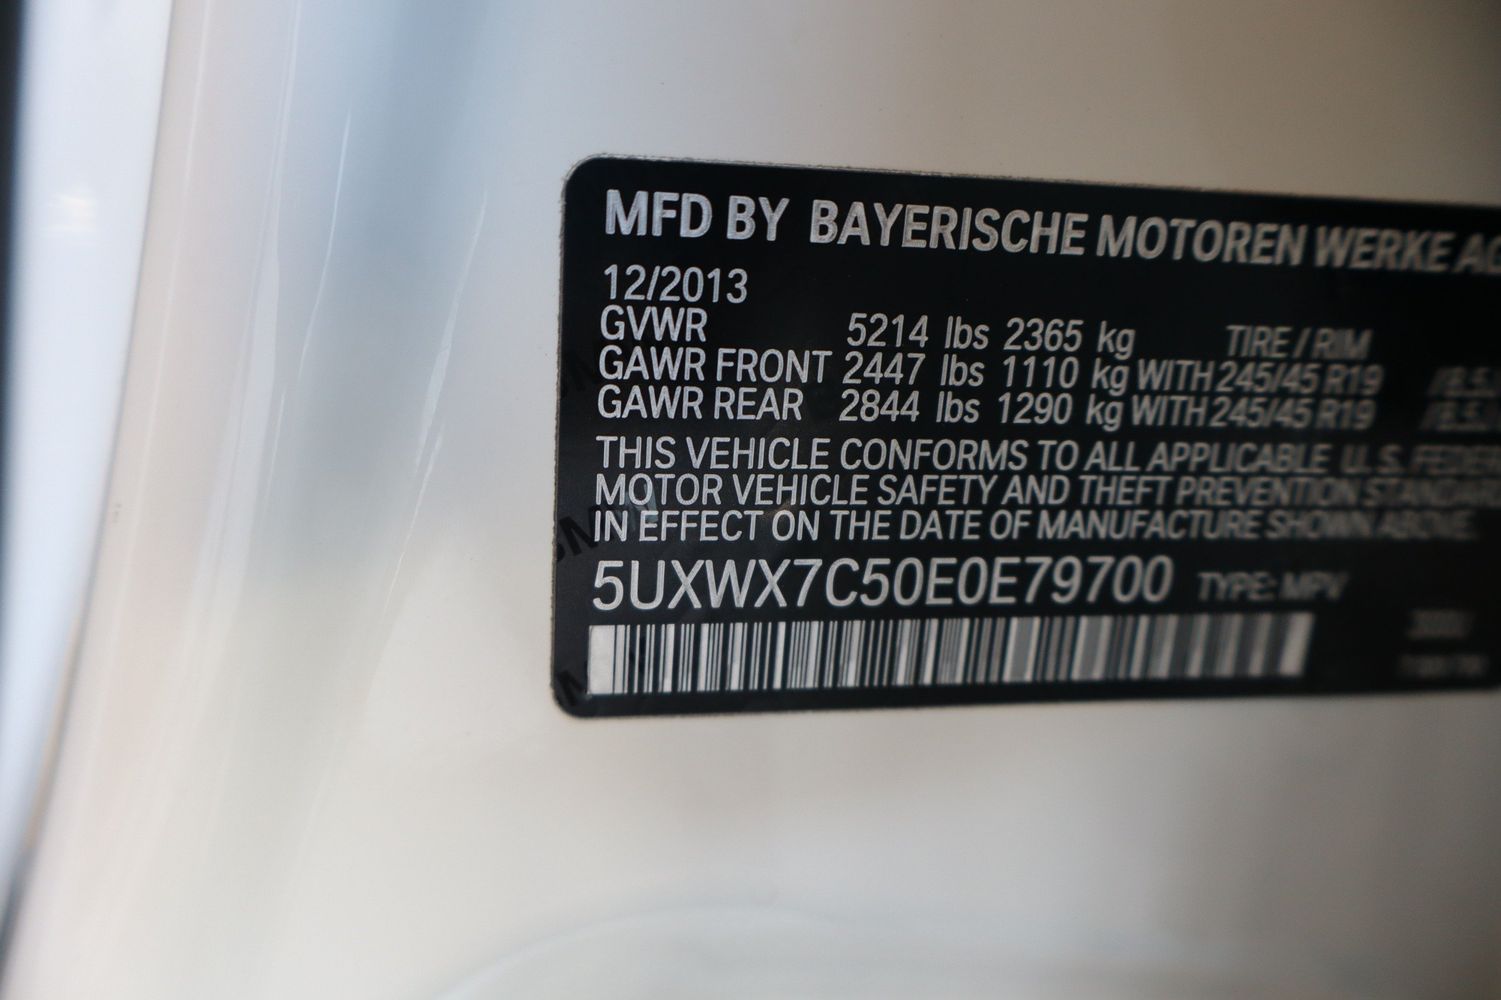 MFD BY BAYERISCHE MOTOREN WERKE AG
12/2013
GVWR 5214 lbs 2365 kg TIRE / RIM
GAWR FRONT 2447 lbs 1110 kg WITH 245/45 R19
GAWR REAR 2844 lbs 1290 kg WITH 245/45 R19
THIS VEHICLE CONFORMS TO ALL APPLICABLE U.S. FEDER
MOTOR VEHICLE SAFETY AND THEFT PREVENTION STANDAR
IN EFFECT ON THE DATE OF MANUFACTURE SHOWN ABOVE.
5UXWX7C50E0E79700 TYPE: MPV